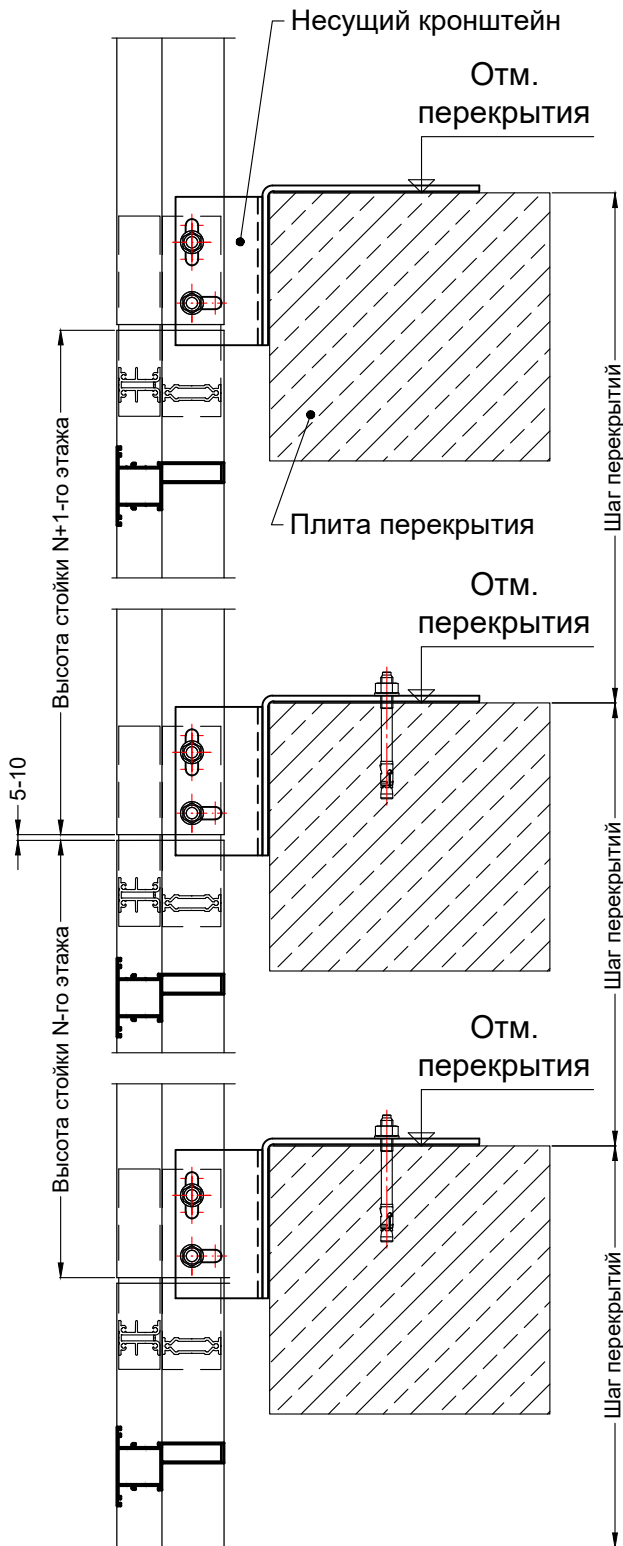 Несущий кронштейн
Отм.
перекрытия
Шаг перекрытий
Высота стойки N+1-го этажа
Плита перекрытия
Отм.
перекрытия
5-10
Шаг перекрытий
Высота стойки N-го этажа
Отм.
перекрытия
Шаг перекрытий